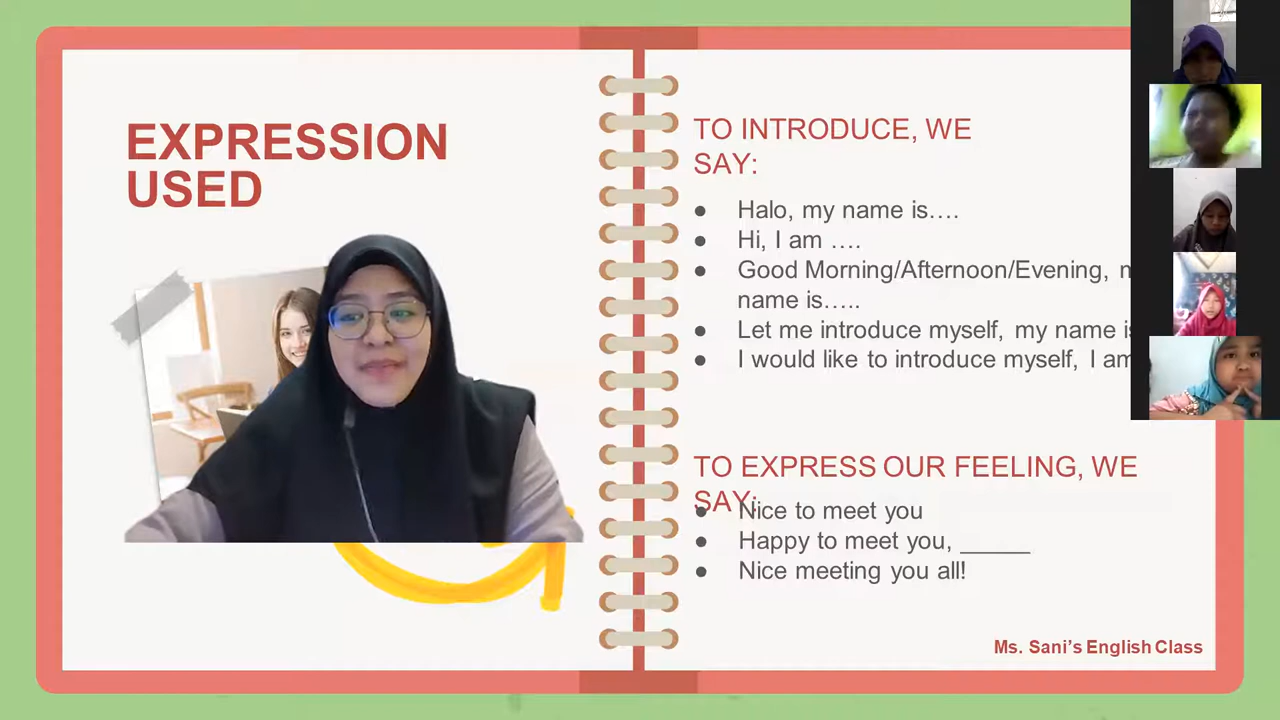 EXPRESSION
USED
TO INTRODUCE, WE
SAY:
● Halo, my name is….
● Hi, I am ….
● Good Morning/Afternoon/Evening,
name is…..
● Let me introduce myself, my name
● I would like to introduce myself, I am
TO EXPRESS OUR FEELING, WE
SAY:
● Nice to meet you
● Happy to meet you, _____
● Nice meeting you all!
Ms. Sani's English Class